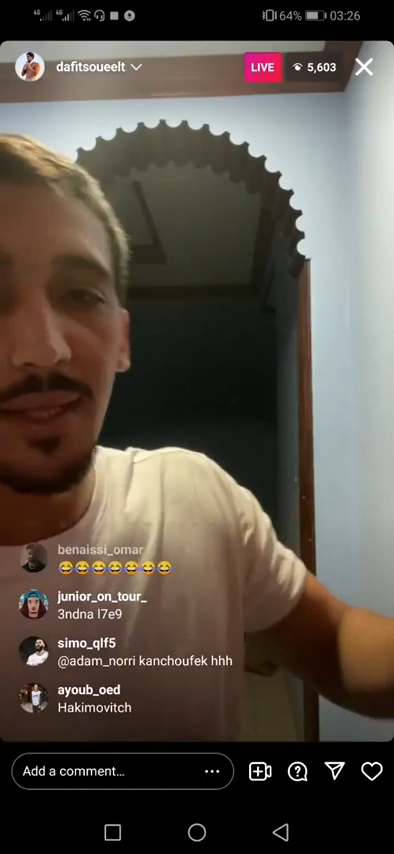 4G 4G 64% 03:26
dafitsoueelt LIVE 5,603
benaissi_omar
😂😂😂😂😂😂😂
junior_on_tour_
3ndna l7e9
simo_qlf5
@adam_norri kanchoufek hhh
ayoub_oed
Hakimovitch
Add a comment...